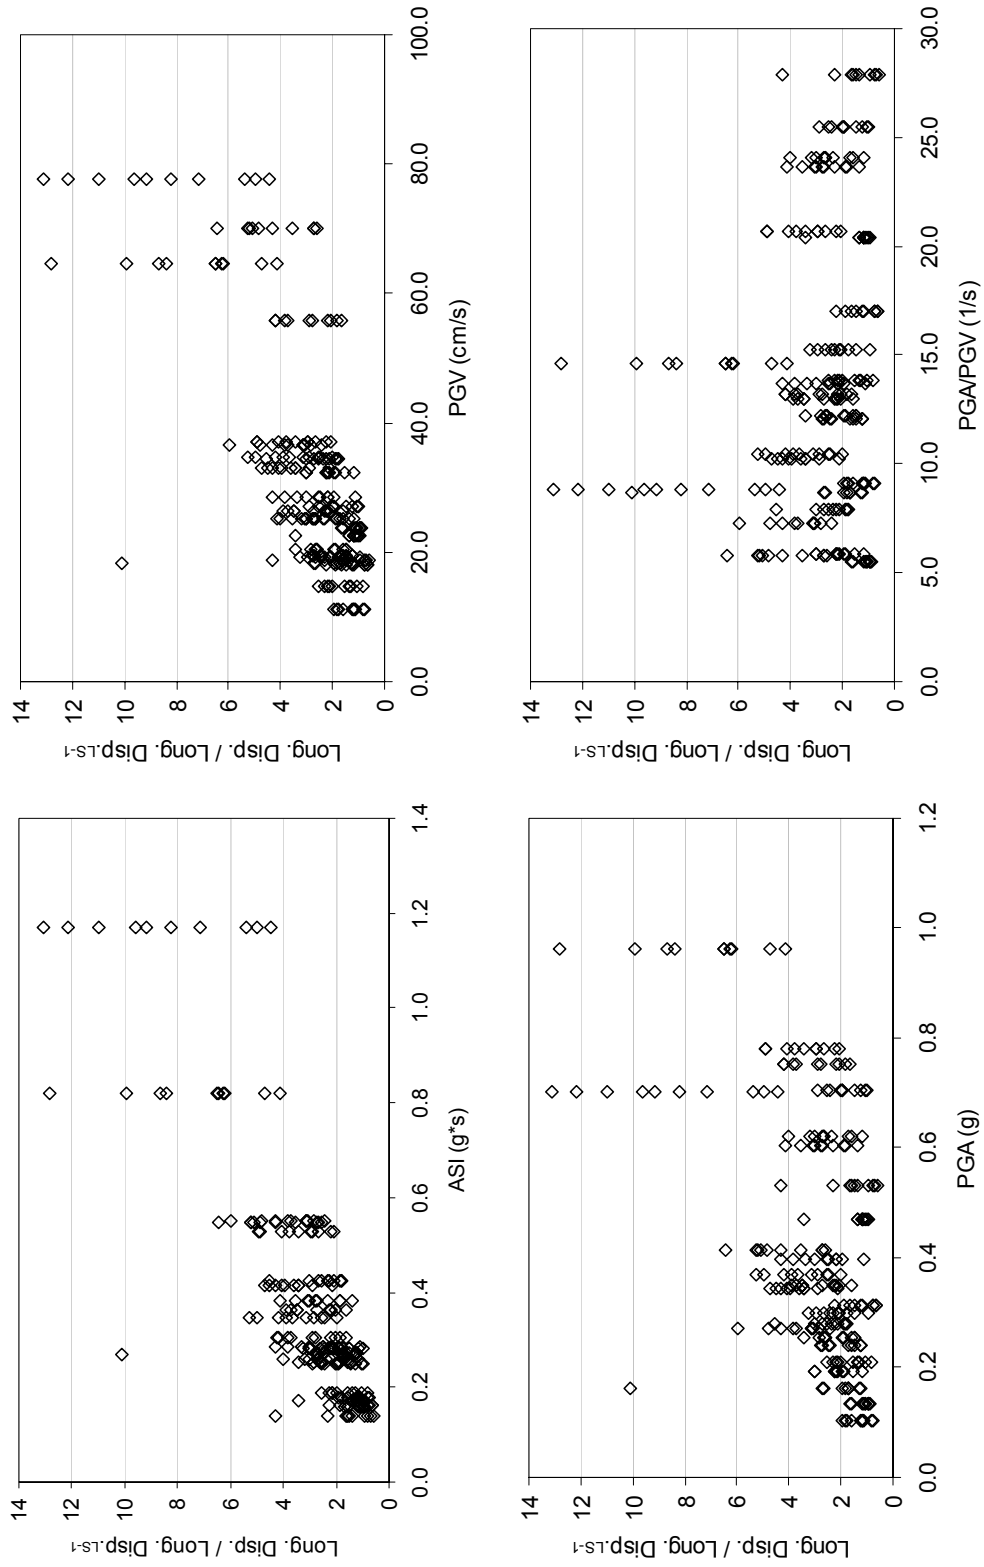 Long. Disp. / Long. Disp.LS-1
14
12
10
8
6
4
2
0
0.0 0.2 0.4 0.6 0.8 1.0 1.2 1.4
ASI (g*s)
Long. Disp. / Long. Disp.LS-1
14
12
10
8
6
4
2
0
0.0 20.0 40.0 60.0 80.0 100.0
PGV (cm/s)
Long. Disp. / Long. Disp.LS-1
14
12
10
8
6
4
2
0
0.0 0.2 0.4 0.6 0.8 1.0 1.2
PGA (g)
Long. Disp. / Long. Disp.LS-1
14
12
10
8
6
4
2
0
0.0 5.0 10.0 15.0 20.0 25.0 30.0
PGA/PGV (1/s)